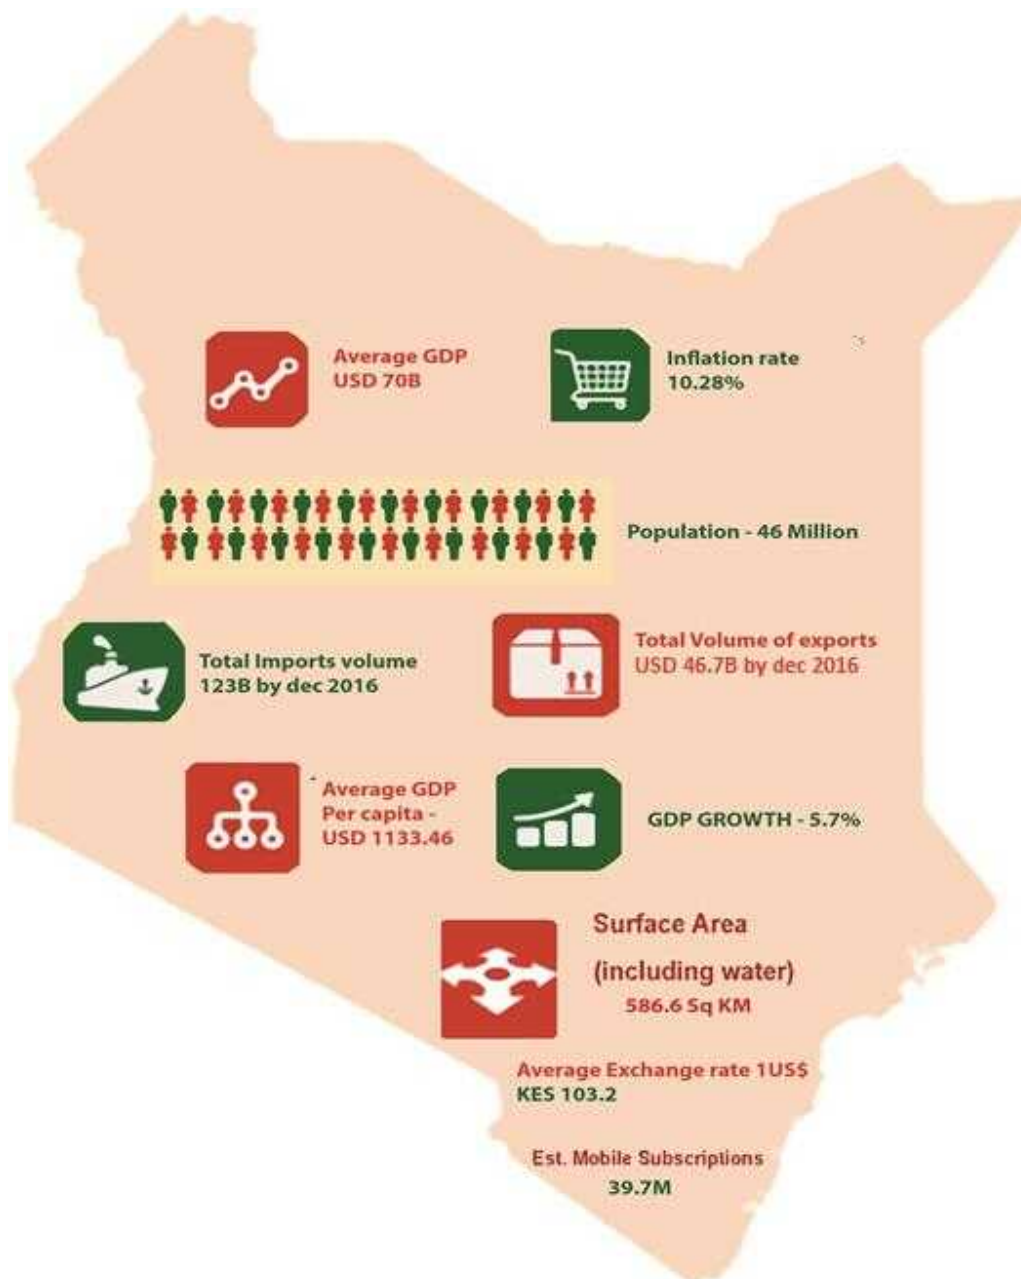 Average GDP
USD 70B
Inflation rate
10.28%
Population - 46 Million
Total Imports volume
123B by dec 2016
Total Volume of exports
USD 46.7B by dec 2016
Average GDP
Per capita -
USD 1133.46
GDP GROWTH - 5.7%
Surface Area
(including water)
586.6 Sq KM
Average Exchange rate 1US$
KES 103.2
Est. Mobile Subscriptions
39.7M